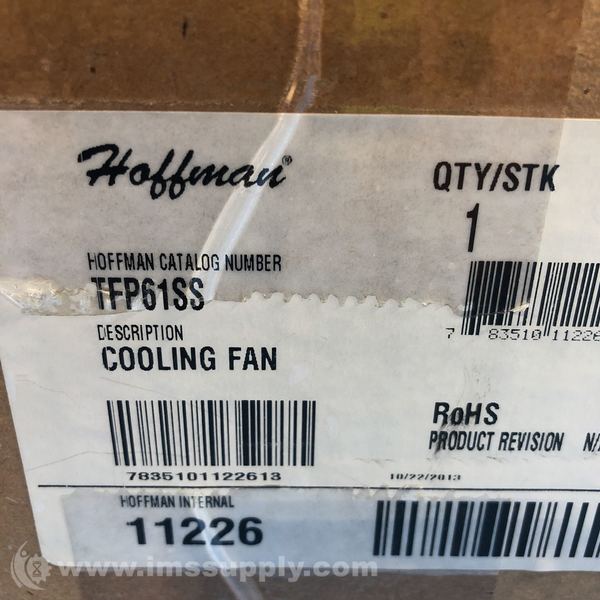 Hoffman®
QTY/STK
1
HOFFMAN CATALOG NUMBER
TFP61SS
7 83510 11226
DESCRIPTION
COOLING FAN
RoHS
PRODUCT REVISION N/
7835101122613
10/22/2013
HOFFMAN INTERNAL
11226
www.imssupply.com